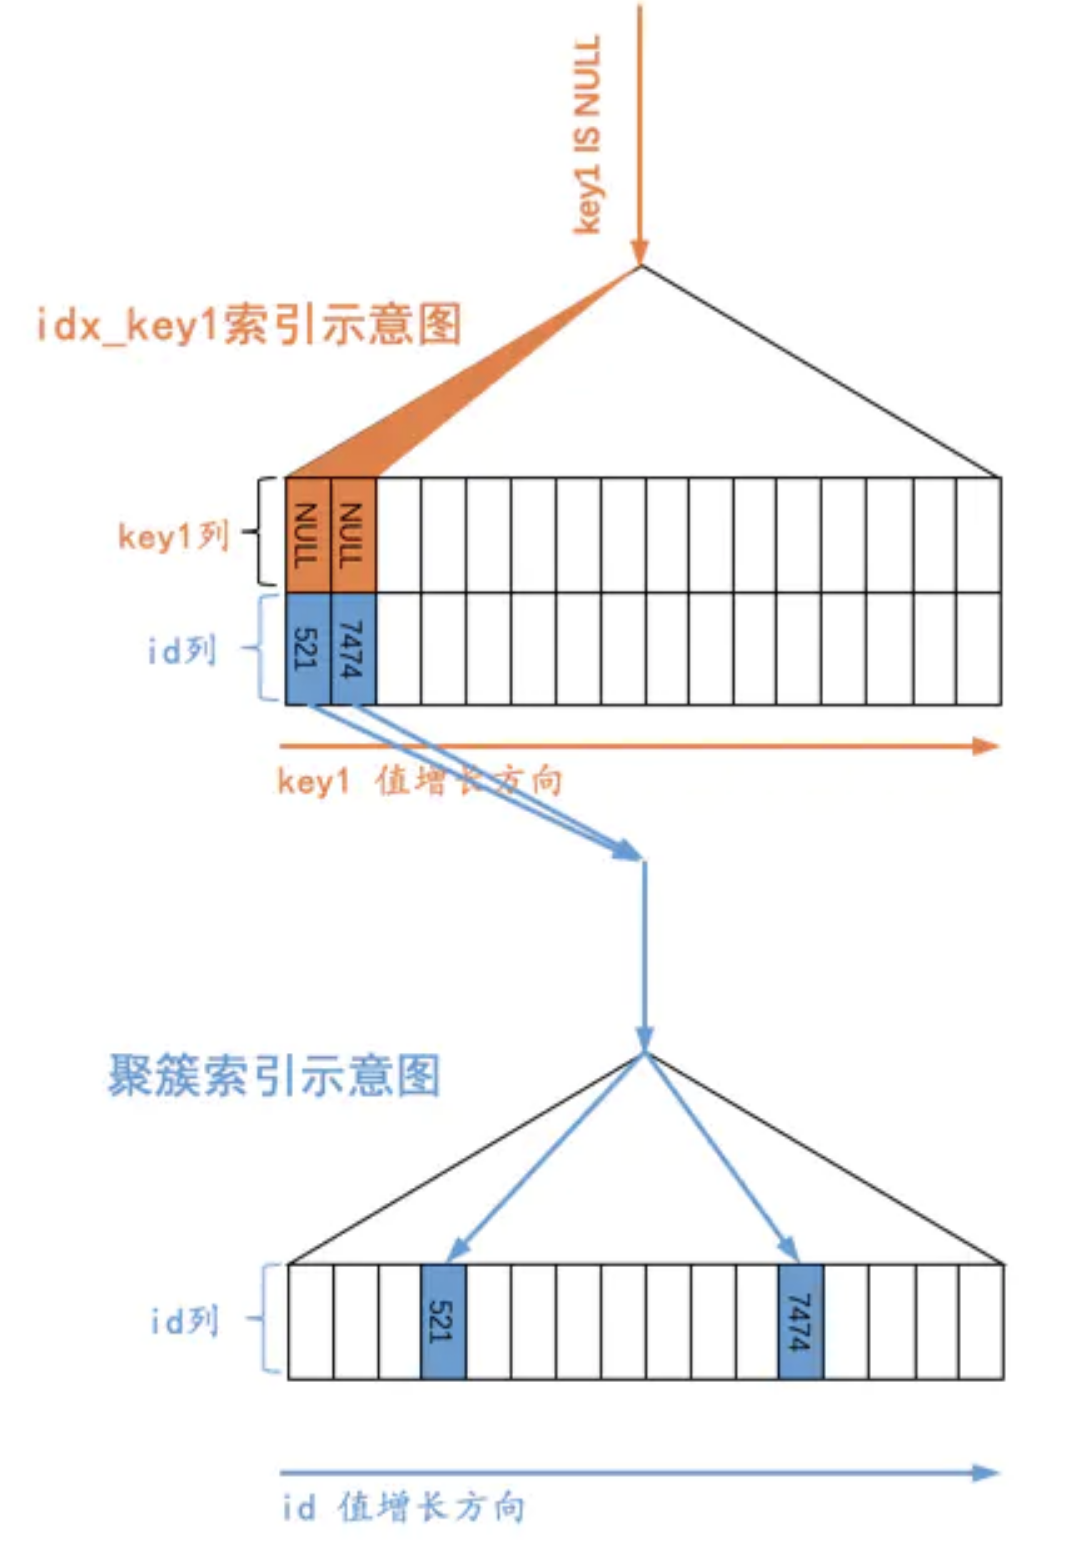 key1 IS NULL
idx_key1索引示意图
key1列
NULL
NULL
id列
521
7474
key1 值增长方向
聚簇索引示意图
id列
521
7474
id 值增长方向